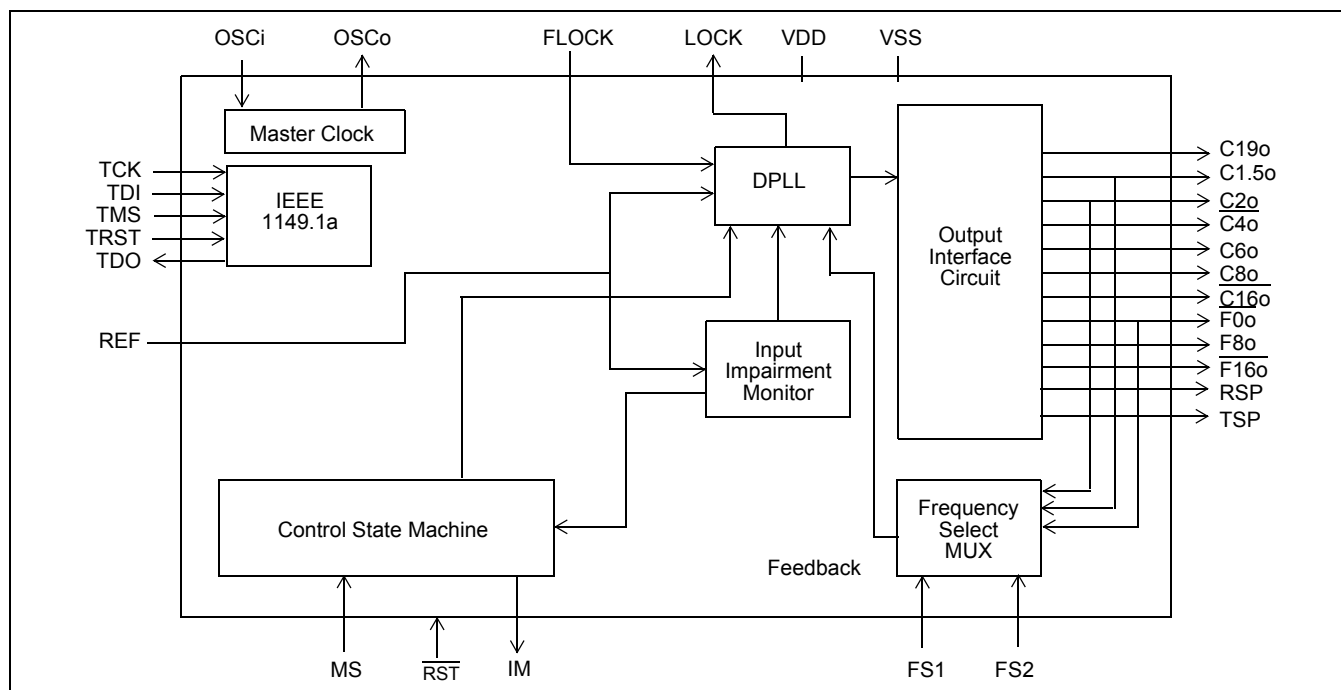 OSCi OSCo FLOCK LOCK VDD VSS
Master Clock
TCK
TDI
TMS
TRST
TDO
IEEE
1149.1a
DPLL
Output
Interface
Circuit
C19o
C1.5o
C2o
C4o
C6o
C8o
C16o
F0o
F8o
F16o
RSP
TSP
REF
Input
Impairment
Monitor
Control State Machine
Frequency
Select
MUX
Feedback
MS RST IM FS1 FS2